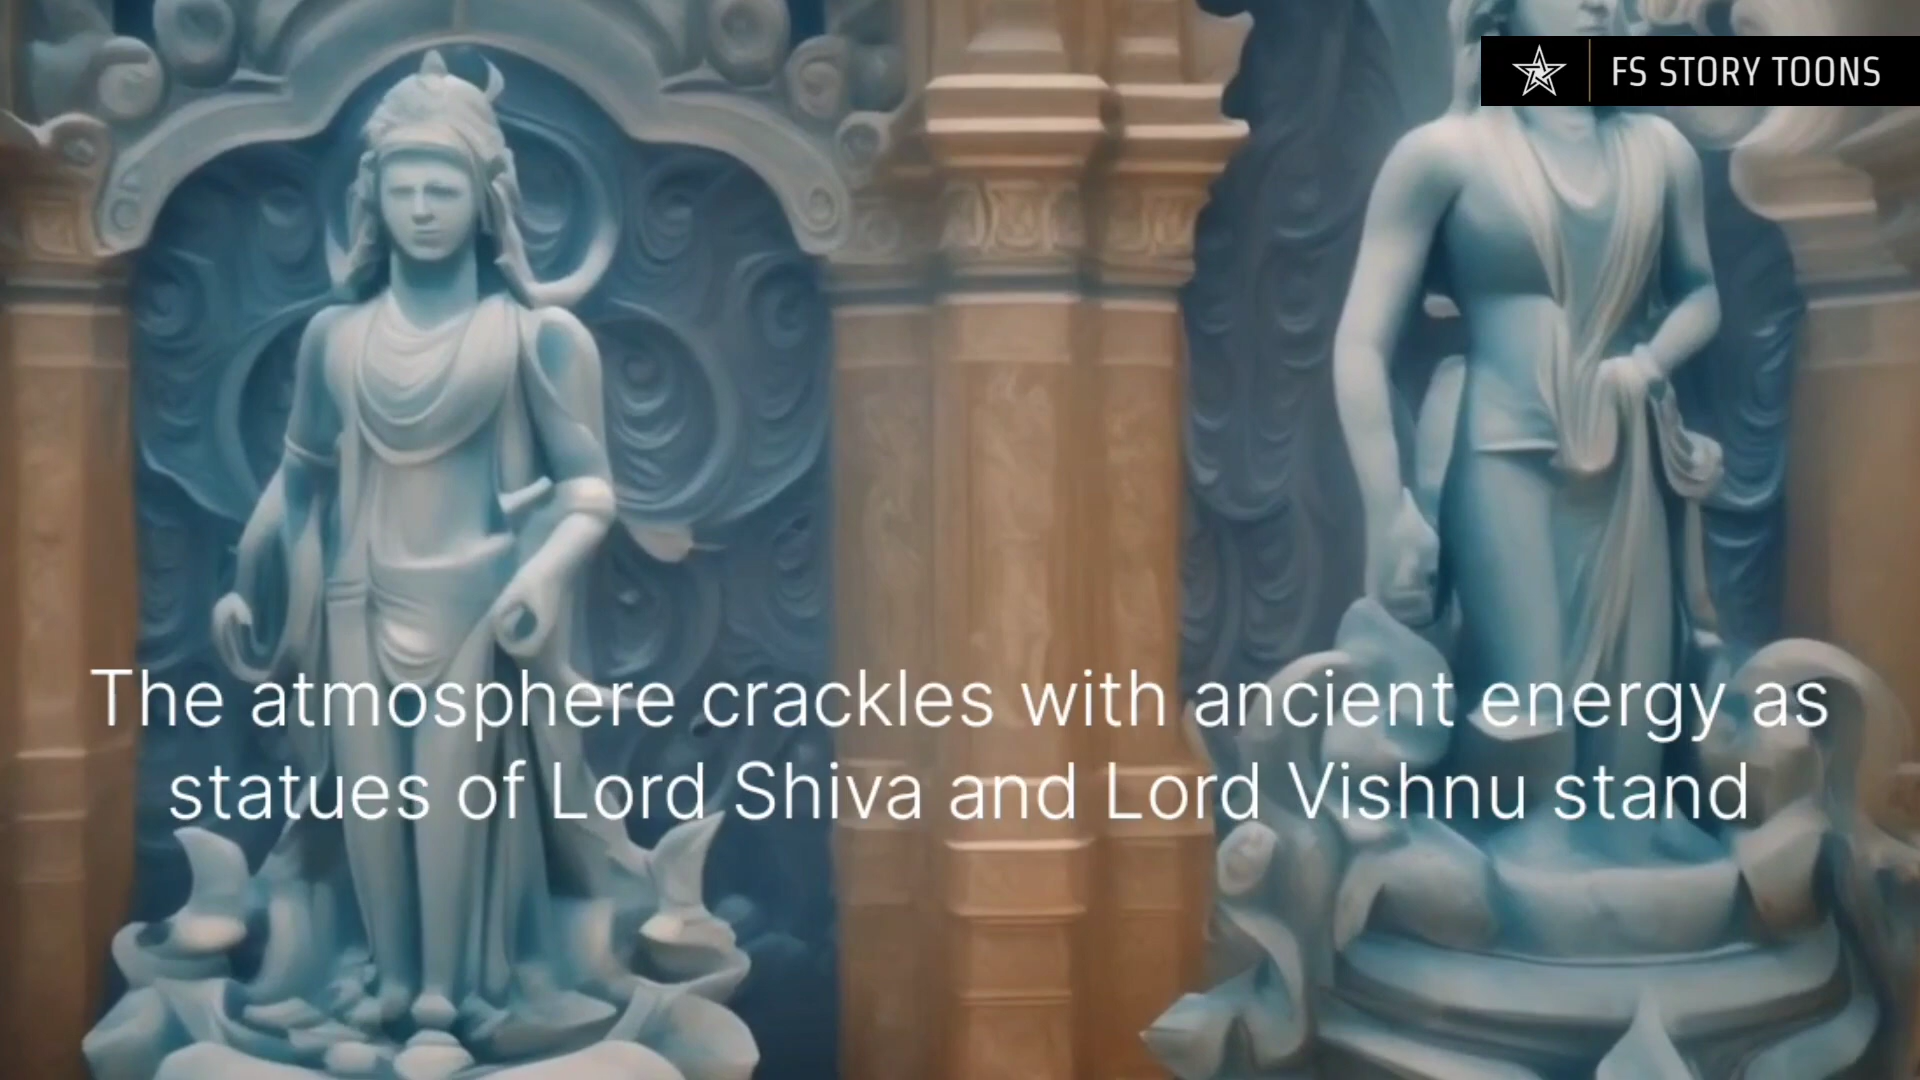 FS STORY TOONS
The atmosphere crackles with ancient energy as
statues of Lord Shiva and Lord Vishnu stand